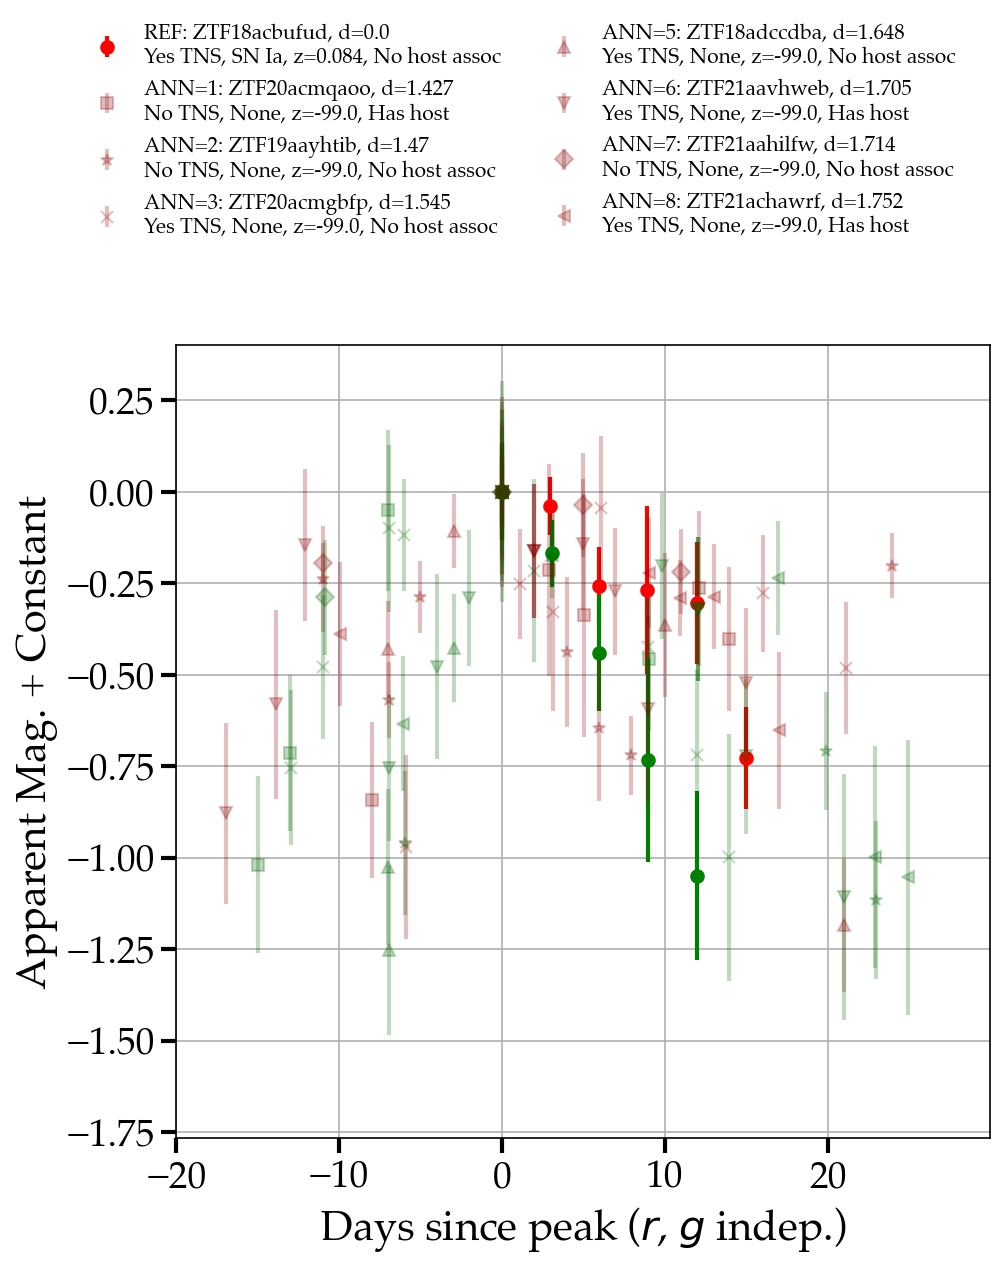 REF: ZTF18acbufud, d=0.0
Yes TNS, SN Ia, z=0.084, No host assoc
ANN=1: ZTF20acmqaoo, d=1.427
No TNS, None, z=-99.0, Has host
ANN=2: ZTF19aayhtib, d=1.47
No TNS, None, z=-99.0, No host assoc
ANN=3: ZTF20acmgbfp, d=1.545
Yes TNS, None, z=-99.0, No host assoc
ANN=5: ZTF18adccdba, d=1.648
Yes TNS, None, z=-99.0, No host assoc
ANN=6: ZTF21aavhweb, d=1.705
Yes TNS, None, z=-99.0, Has host
ANN=7: ZTF21aahilfw, d=1.714
No TNS, None, z=-99.0, No host assoc
ANN=8: ZTF21achawrf, d=1.752
Yes TNS, None, z=-99.0, Has host
Apparent Mag. + Constant
0.25
0.00
−0.25
−0.50
−0.75
−1.00
−1.25
−1.50
−1.75
−20
−10
0
10
20
Days since peak (r, g indep.)